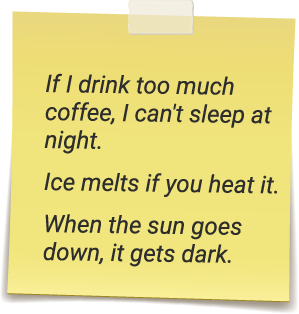 If I drink too much
coffee, I can't sleep at
night.
Ice melts if you heat it.
When the sun goes
down, it gets dark.